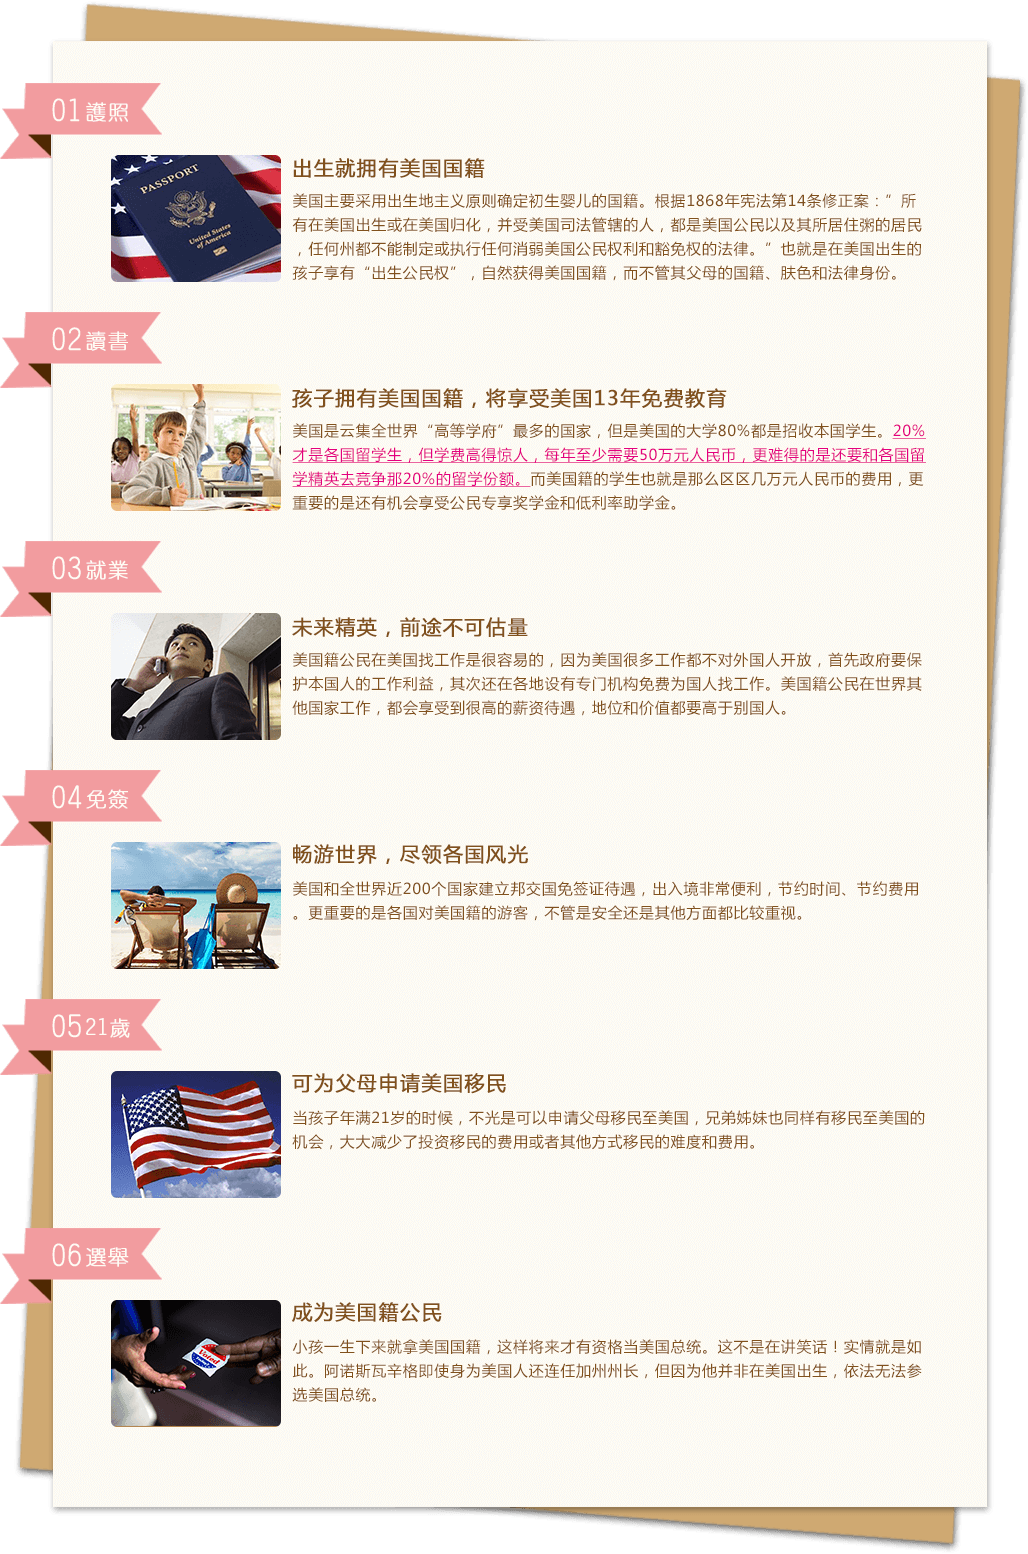 01護照
PASSPORT
United States
of America
出生就拥有美国国籍
美国主要采用出生地主义原则确定初生婴儿的国籍。根据1868年宪法第14条修正案：”所
有在美国出生或在美国归化，并受美国司法管辖的人，都是美国公民以及其所居住粥的居民
，任何州都不能制定或执行任何消弱美国公民权利和豁免权的法律。”也就是在美国出生的
孩子享有“出生公民权”，自然获得美国国籍，而不管其父母的国籍、肤色和法律身份。
02讀書
孩子拥有美国国籍，将享受美国13年免费教育
美国是云集全世界“高等学府”最多的国家，但是美国的大学80%都是招收本国学生。20%
才是各国留学生，但学费高得惊人，每年至少需要50万元人民币，更难得的是还要和各国留
学精英去竞争那20%的留学份额。而美国籍的学生也就是那么区区几万元人民币的费用，更
重要的是还有机会享受公民专享奖学金和低利率助学金。
03就業
未来精英，前途不可估量
美国籍公民在美国找工作是很容易的，因为美国很多工作都不对外国人开放，首先政府要保
护本国人的工作利益，其次还在各地设有专门机构免费为国人找工作。美国籍公民在世界其
他国家工作，都会享受到很高的薪资待遇，地位和价值都要高于别国人。
04免簽
畅游世界，尽领各国风光
美国和全世界近200个国家建立邦交国免签证待遇，出入境非常便利，节约时间、节约费用
。更重要的是各国对美国籍的游客，不管是安全还是其他方面都比较重视。
05 21歲
可为父母申请美国移民
当孩子年满21岁的时候，不光是可以申请父母移民至美国，兄弟姊妹也同样有移民至美国的
机会，大大减少了投资移民的费用或者其他方式移民的难度和费用。
06選舉
Voted
成为美国籍公民
小孩一生下来就拿美国国籍，这样将来才有资格当美国总统。这不是在讲笑话！实情就是如
此。阿诺斯瓦辛格即使身为美国人还连任加州州长，但因为他并非在美国出生，依法无法参
选美国总统。